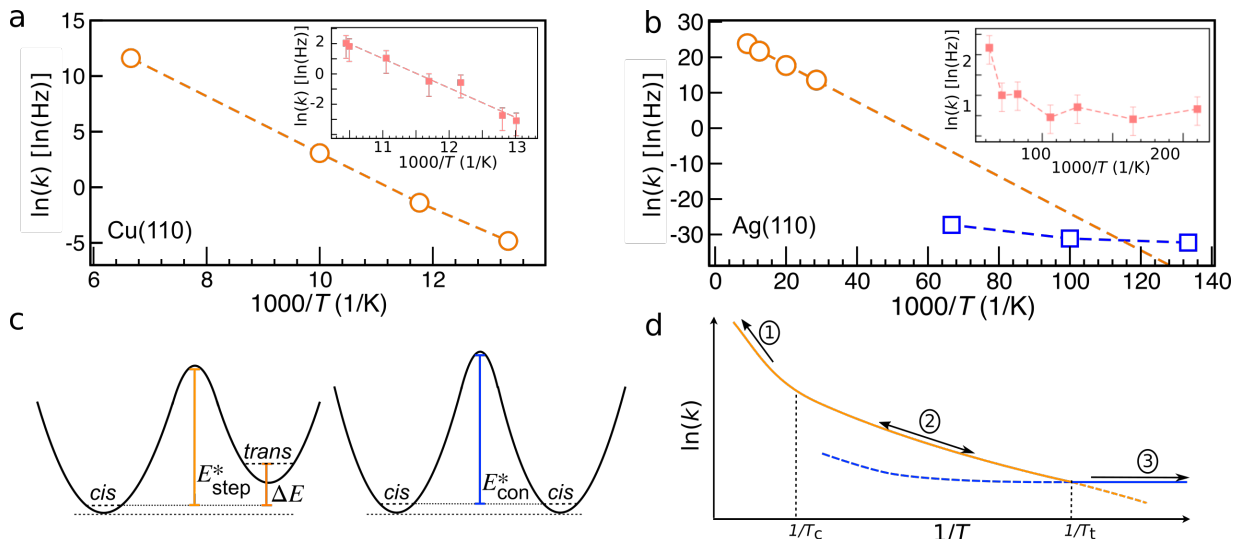 a
15
10
5
0
-5
ln(k) [ln(Hz)]
6
8
10
12
1000/T (1/K)
Cu(110)
2
0
-2
ln(k) [ln(Hz)]
11
12
13
1000/T (1/K)
b
30
20
10
0
-10
-20
-30
ln(k) [ln(Hz)]
0
20
40
60
80
100
120
140
1000/T (1/K)
Ag(110)
2
1
ln(k) [ln(Hz)]
100
200
1000/T (1/K)
c
cis
trans
E*step
ΔE
cis
cis
E*con
d
ln(k)
1
2
3
1/Tc
1/T
1/Tt